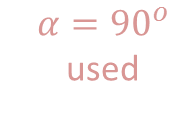 α = 90°
used